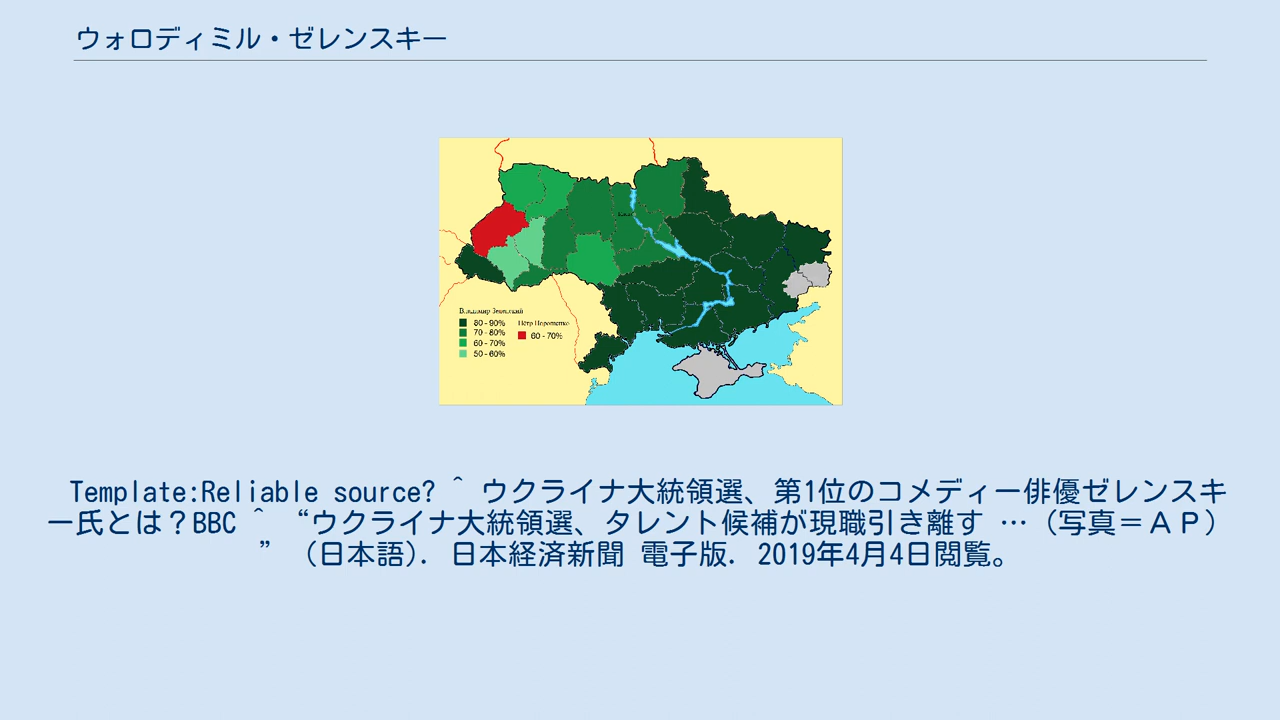 ウォロディミル・ゼレンスキー
80 - 90%
70 - 80%
60 - 70%
50 - 60%
60 - 70%
Template:Reliable source? ^ ウクライナ大統領選、第1位のコメディー俳優ゼレンスキ
ー氏とは？BBC ^ “ウクライナ大統領選、タレント候補が現職引き離す …（写真＝ＡＰ）
” （日本語). 日本経済新聞 電子版. 2019年4月4日閲覧。